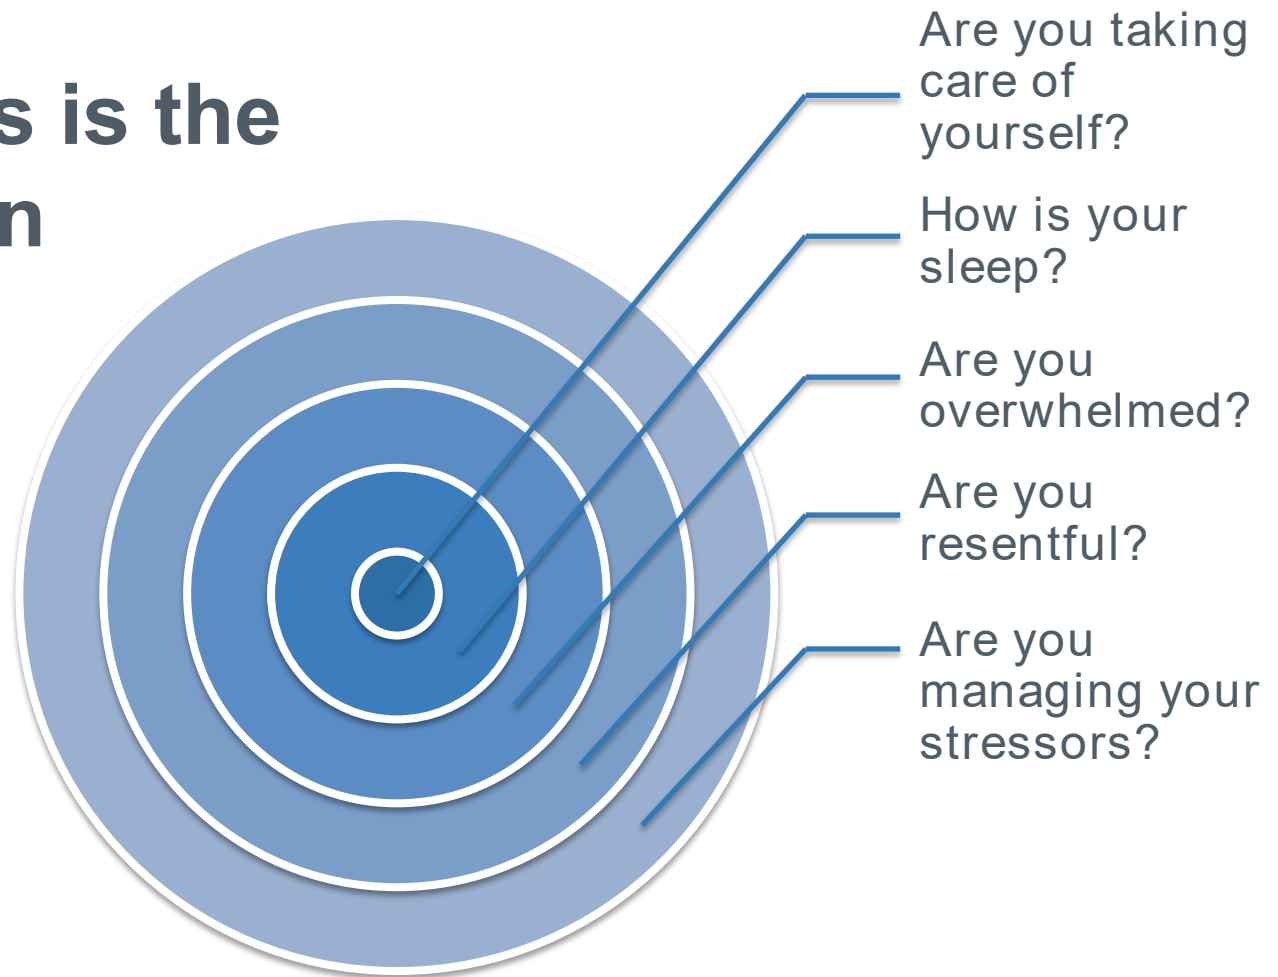 s is the
n
Are you taking
care of
yourself?
How is your
sleep?
Are you
overwhelmed?
Are you
resentful?
Are you
managing your
stressors?